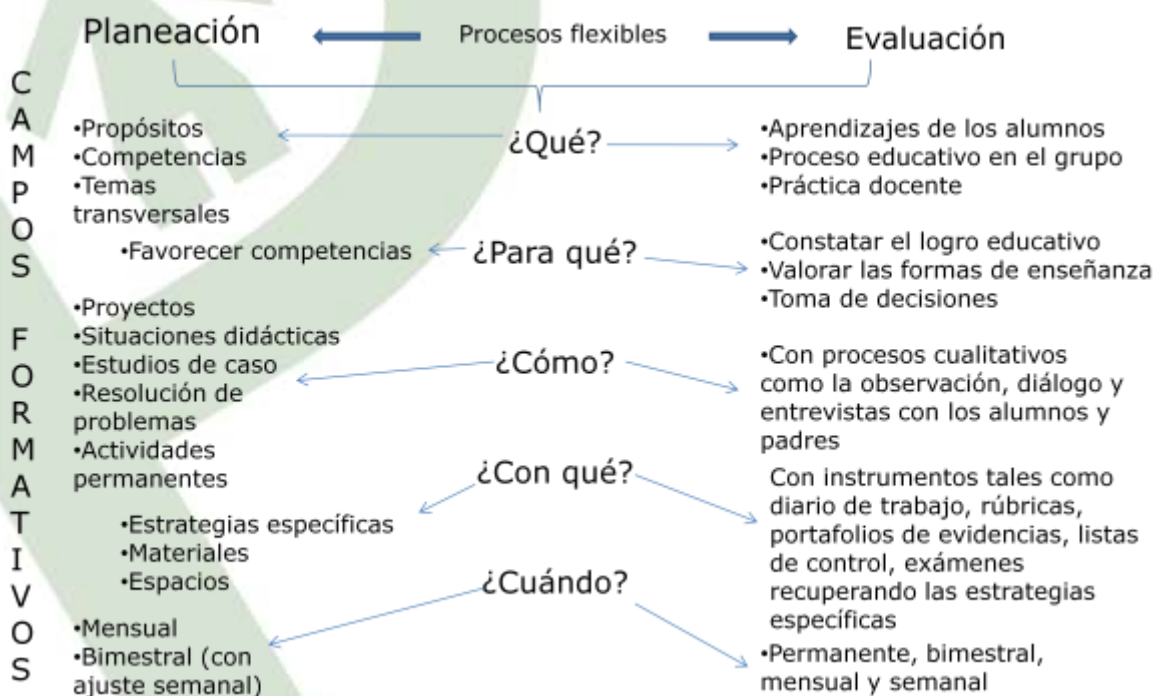 Planeación
Procesos flexibles
Evaluación
CAMPOS FORMATIVOS
¿Qué?
•Propósitos
•Competencias
•Temas
transversales
•Aprendizajes de los alumnos
•Proceso educativo en el grupo
•Práctica docente
¿Para qué?
•Favorecer competencias
•Constatar el logro educativo
•Valorar las formas de enseñanza
•Toma de decisiones
¿Cómo?
•Proyectos
•Situaciones didácticas
•Estudios de caso
•Resolución de
problemas
•Actividades
permanentes
•Con procesos cualitativos
como la observación, diálogo y
entrevistas con los alumnos y
padres
¿Con qué?
•Estrategias específicas
•Materiales
•Espacios
Con instrumentos tales como
diario de trabajo, rúbricas,
portafolios de evidencias, listas
de control, exámenes
recuperando las estrategias
específicas
¿Cuándo?
•Mensual
•Bimestral (con
ajuste semanal)
•Permanente, bimestral,
mensual y semanal